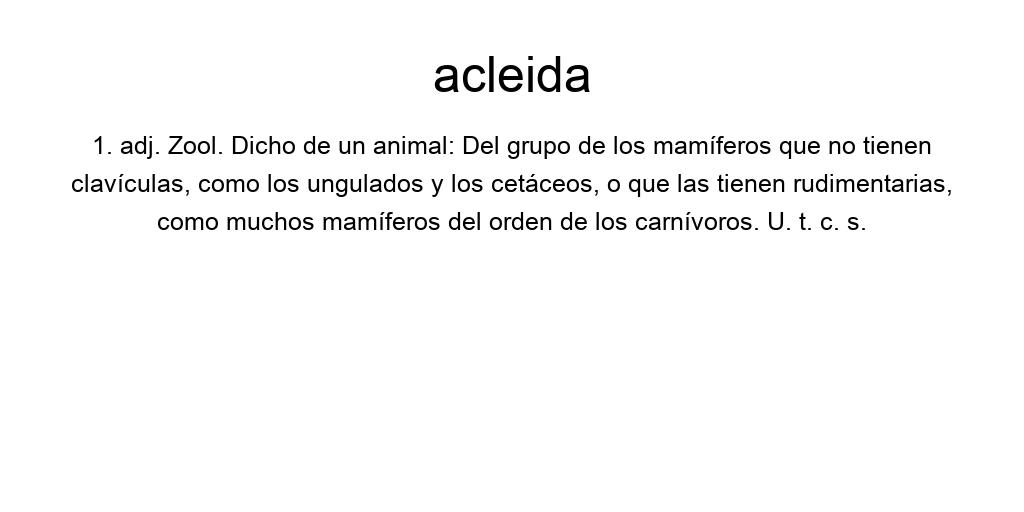 acleida
1. adj. Zool. Dicho de un animal: Del grupo de los mamíferos que no tienen
clavículas, como los ungulados y los cetáceos, o que las tienen rudimentarias,
como muchos mamíferos del orden de los carnívoros. U. t. c. s.